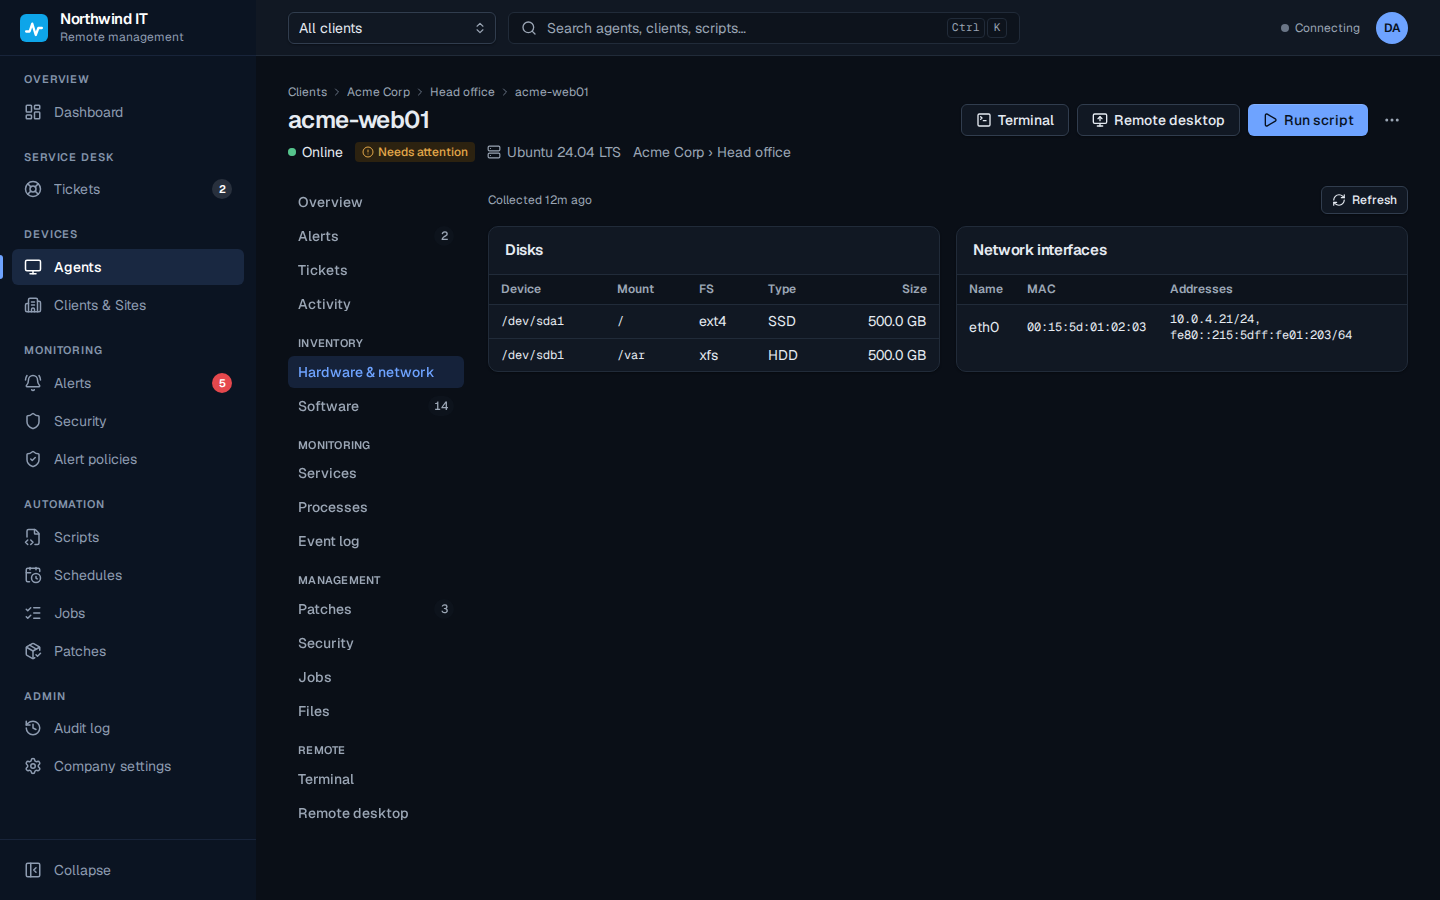 Northwind IT
Remote management
All clients
Search agents, clients, scripts...
Ctrl K
Connecting
DA
OVERVIEW
Dashboard
SERVICE DESK
Tickets 2
DEVICES
Agents
Clients & Sites
MONITORING
Alerts 5
Security
Alert policies
AUTOMATION
Scripts
Schedules
Jobs
Patches
ADMIN
Audit log
Company settings
Collapse
Clients > Acme Corp > Head office > acme-web01
acme-web01
Terminal
Remote desktop
Run script
Online
Needs attention
Ubuntu 24.04 LTS
Acme Corp › Head office
Overview
Alerts 2
Tickets
Activity
INVENTORY
Hardware & network
Software 14
MONITORING
Services
Processes
Event log
MANAGEMENT
Patches 3
Security
Jobs
Files
REMOTE
Terminal
Remote desktop
Collected 12m ago
Refresh
Disks
Device Mount FS Type Size
/dev/sda1 / ext4 SSD 500.0 GB
/dev/sdb1 /var xfs HDD 500.0 GB
Network interfaces
Name MAC Addresses
eth0 00:15:5d:01:02:03 10.0.4.21/24,
fe80::215:5dff:fe01:203/64